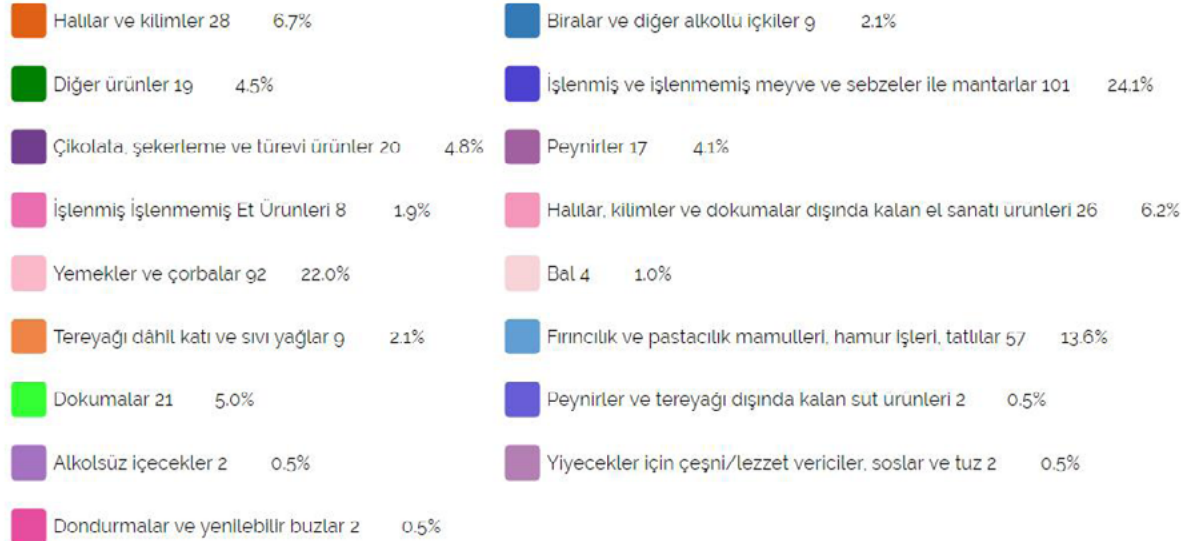 Halılar ve kilimler 28 6.7%
Biralar ve diğer alkollü içkiler 9 2.1%
Diğer ürünler 19 4.5%
İşlenmiş ve işlenmemiş meyve ve sebzeler ile mantarlar 101 24.1%
Çikolata, şekerleme ve türevi ürünler 20 4.8%
Peynirler 17 4.1%
İşlenmiş İşlenmemiş Et Ürünleri 8 1.9%
Halılar, kilimler ve dokumalar dışında kalan el sanatı ürünleri 26 6.2%
Yemekler ve çorbalar 92 22.0%
Bal 4 1.0%
Tereyağı dâhil katı ve sıvı yağlar 9 2.1%
Fırıncılık ve pastacılık mamulleri, hamur işleri, tatlılar 57 13.6%
Dokumalar 21 5.0%
Peynirler ve tereyağı dışında kalan süt ürünleri 2 0.5%
Alkolsüz içecekler 2 0.5%
Yiyecekler için çeşni/lezzet vericiler, soslar ve tuz 2 0.5%
Dondurmalar ve yenilebilir buzlar 2 0.5%